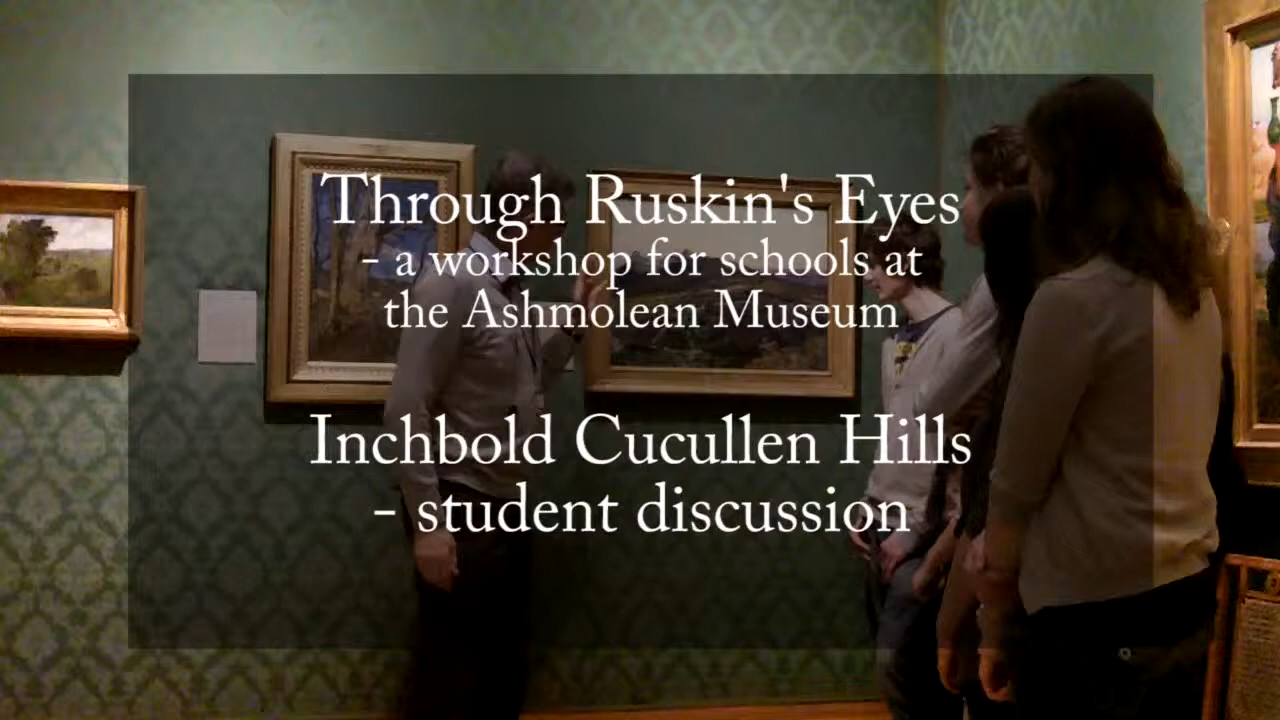 Through Ruskin's Eyes
- a workshop for schools at
the Ashmolean Museum
Inchbold Cucullen Hills
- student discussion